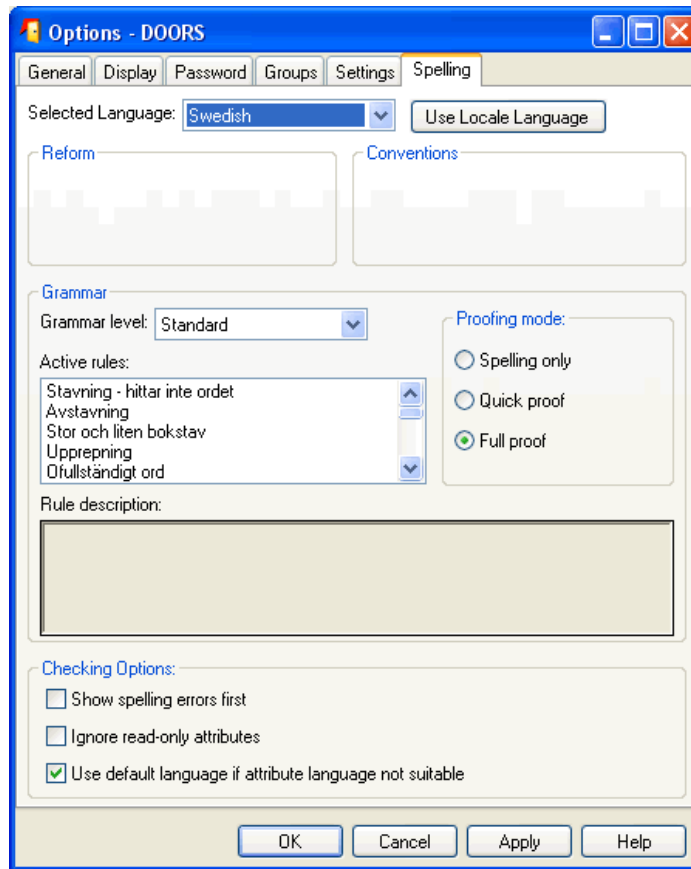 Options - DOORS
General Display Password Groups Settings Spelling
Selected Language: Swedish Use Locale Language
Reform Conventions
Grammar
Grammar level: Standard Proofing mode:
Spelling only
Active rules:
Stavning - hittar inte ordet
Avstavning Quick proof
Stor och liten bokstav
Upprepning Full proof
Ofullständigt ord
Rule description:
Checking Options:
Show spelling errors first
Ignore read-only attributes
Use default language if attribute language not suitable
OK Cancel Apply Help